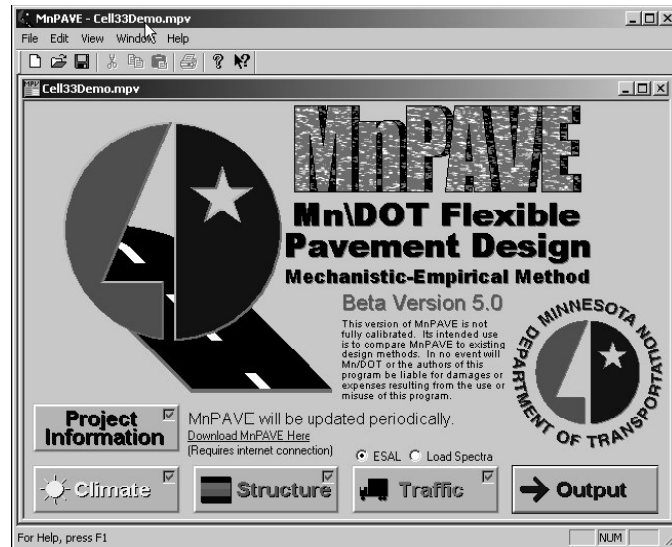 MnPAVE - Cell33Demo.mpv
File Edit View Window Help
Cell33Demo.mpv
MnPAVE
Mn\DOT Flexible
Pavement Design
Mechanistic-Empirical Method
Beta Version 5.0
This version of MnPAVE is not
fully calibrated. Its intended use
is to compare MnPAVE to existing
design methods. In no event will
Mn/DOT or the authors of this
program be liable for damages or
expenses resulting from the use or
misuse of this program.
MINNESOTA
DEPARTMENT OF TRANSPORTATION
Project
Information
MnPAVE will be updated periodically.
Download MnPAVE Here
(Requires internet connection)
ESAL Load Spectra
Climate Structure Traffic Output
For Help, press F1 NUM